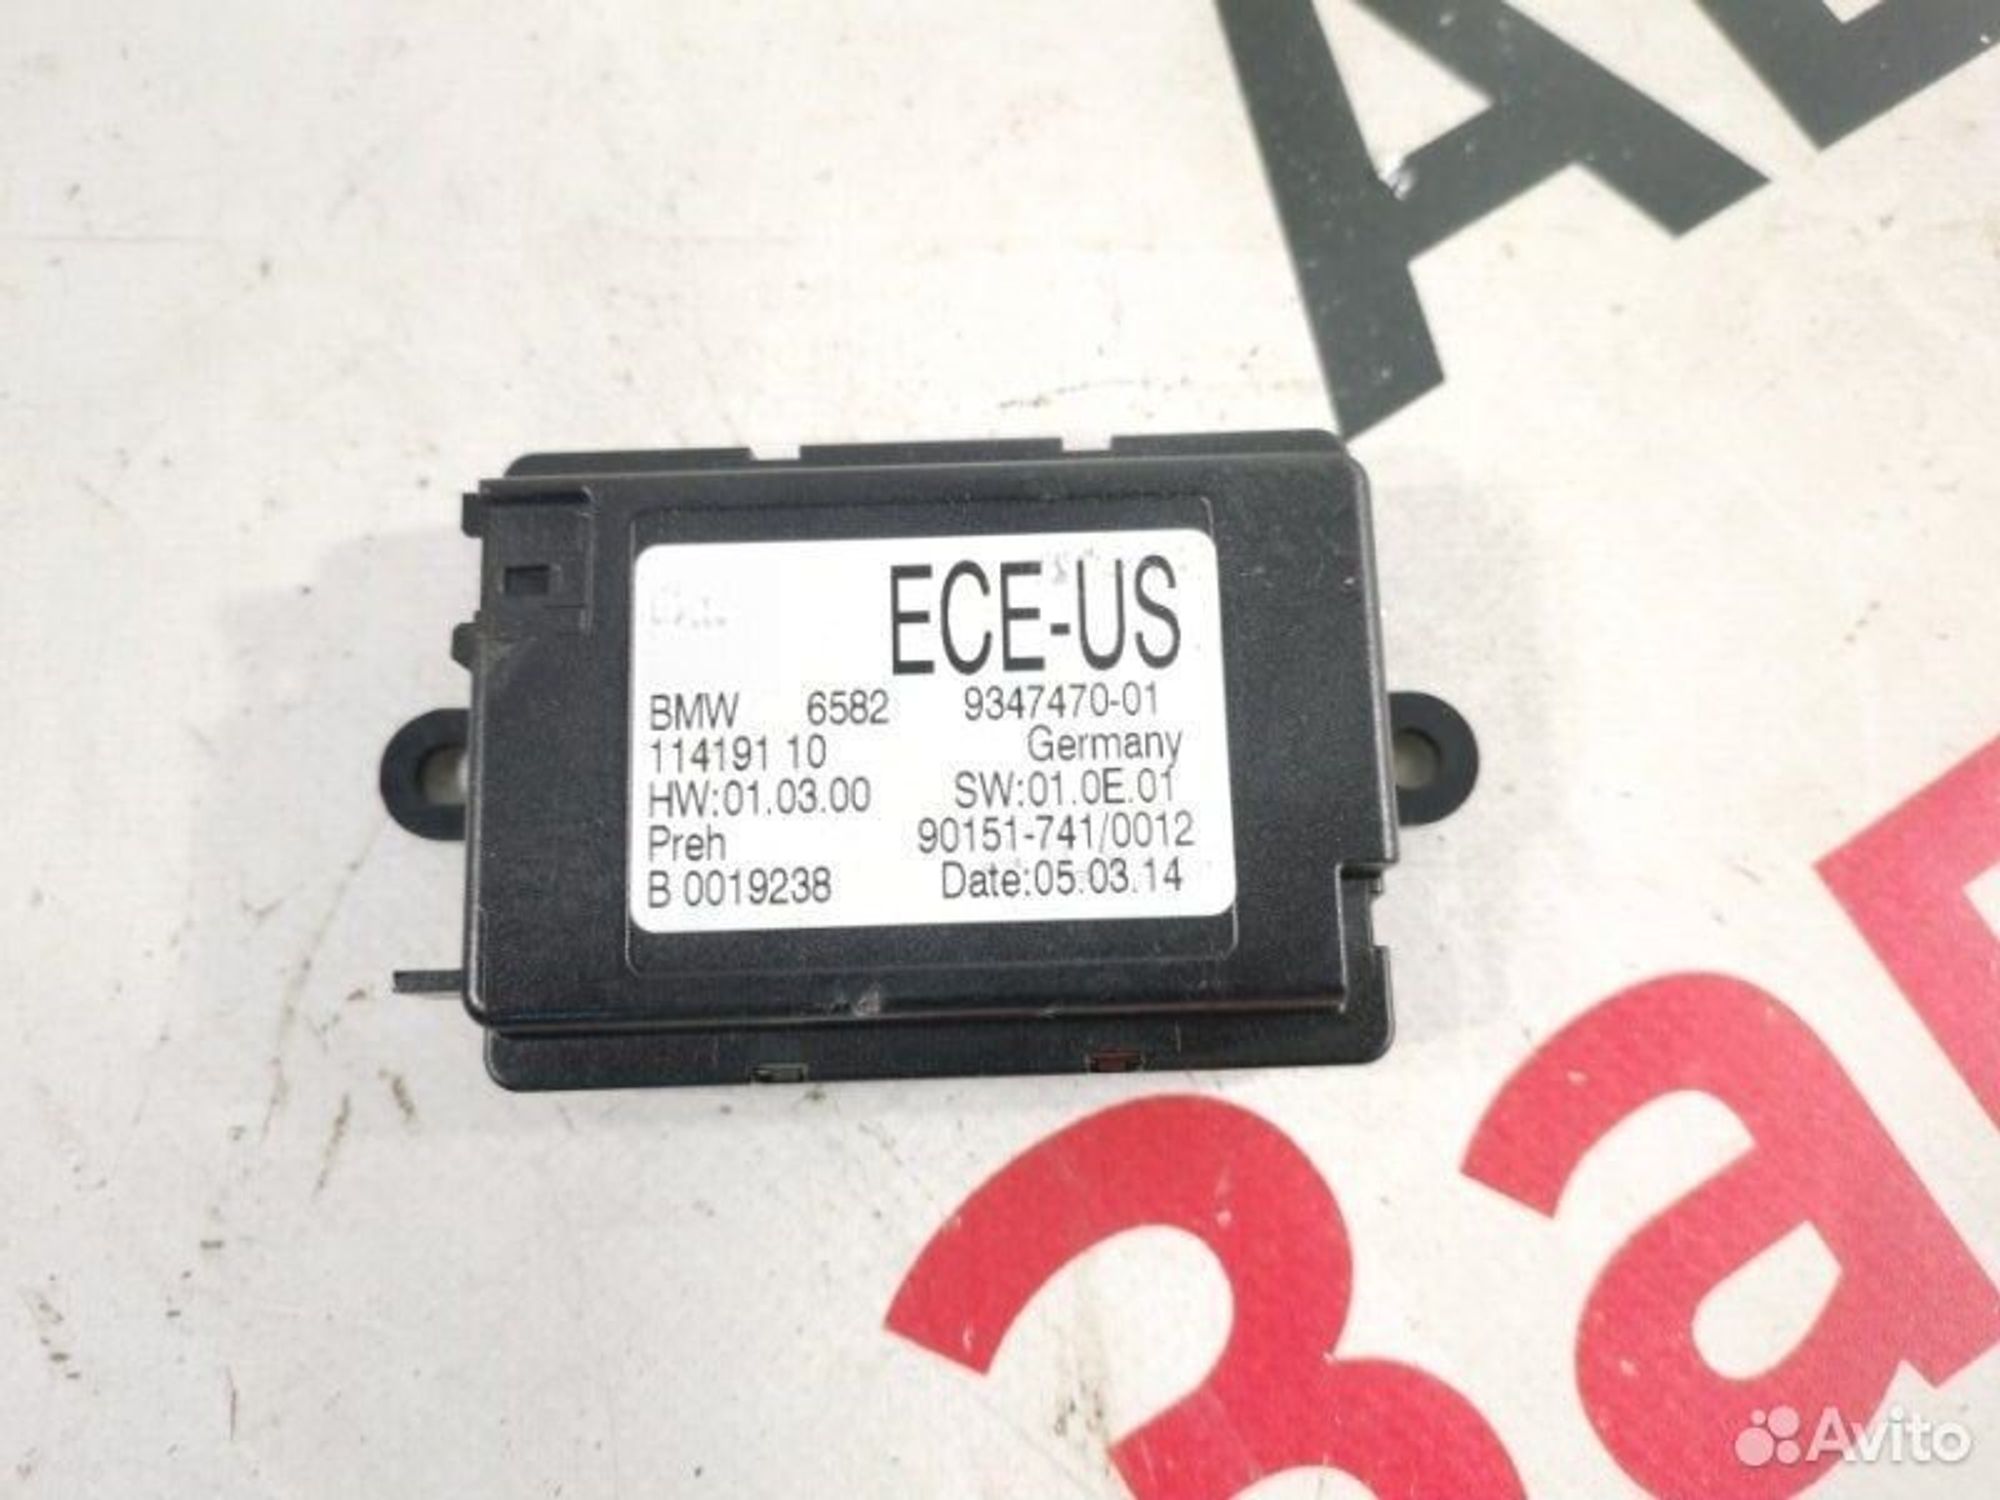 ECE-US
BMW 6582 9347470-01
114191 10 Germany
HW:01.03.00 SW:01.0E.01
Preh 90151-741/0012
B 0019238 Date:05.03.14
Avito